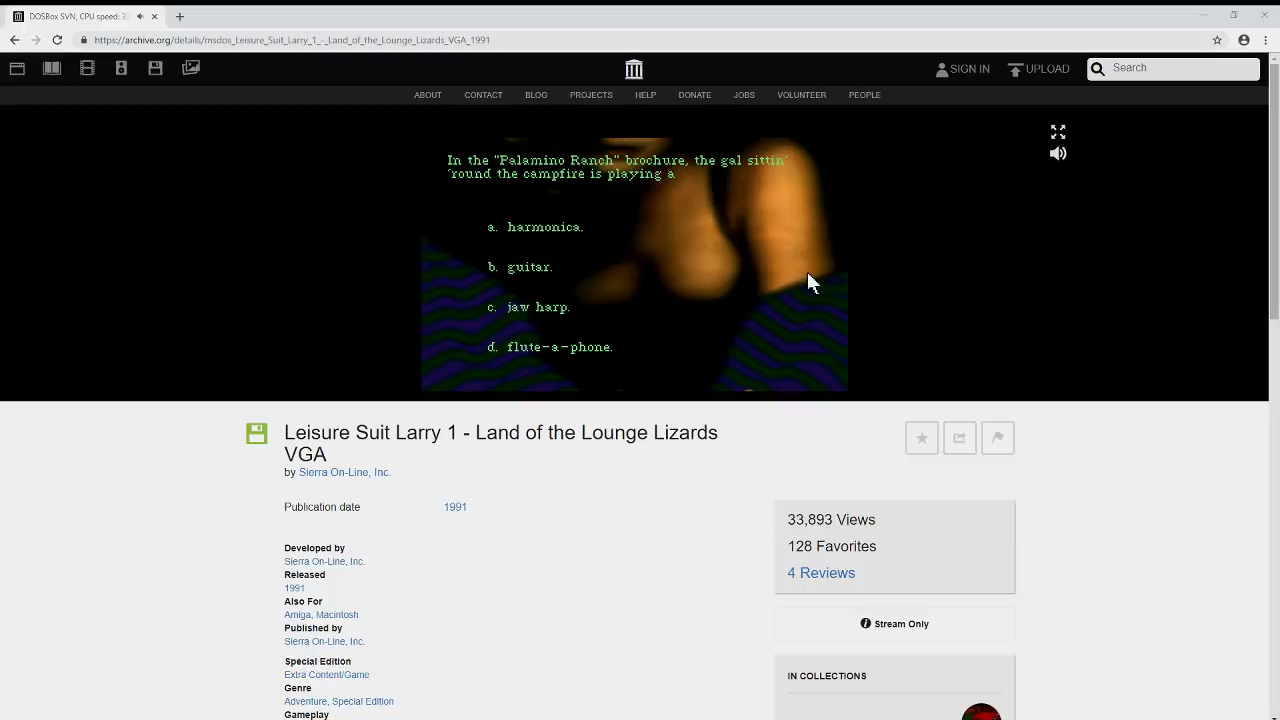 DOSBox SVN, CPU speed: 3
https://archive.org/details/msdos_Leisure_Suit_Larry_1_-_Land_of_the_Lounge_Lizards_VGA_1991
SIGN IN
UPLOAD
Search
ABOUT
CONTACT
BLOG
PROJECTS
HELP
DONATE
JOBS
VOLUNTEER
PEOPLE
In the "Palamino Ranch" brochure, the gal sittin'
'round the campfire is playing a
a. harmonica.
b. guitar.
c. jaw harp.
d. flute-a-phone.
Leisure Suit Larry 1 - Land of the Lounge Lizards
VGA
by Sierra On-Line, Inc.
Publication date 1991
Developed by
Sierra On-Line, Inc.
Released
1991
Also For
Amiga, Macintosh
Published by
Sierra On-Line, Inc.
Special Edition
Extra Content/Game
Genre
Adventure, Special Edition
Gameplay
33,893 Views
128 Favorites
4 Reviews
Stream Only
IN COLLECTIONS